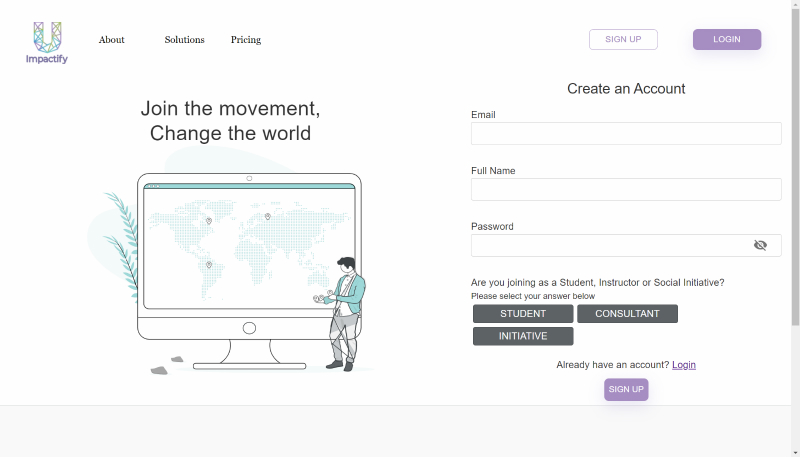 U
Impactify
About
Solutions
Pricing
SIGN UP
LOGIN
Join the movement,
Change the world
Create an Account
Email
Full Name
Password
Are you joining as a Student, Instructor or Social Initiative?
Please select your answer below
STUDENT
CONSULTANT
INITIATIVE
Already have an account? Login
SIGN UP